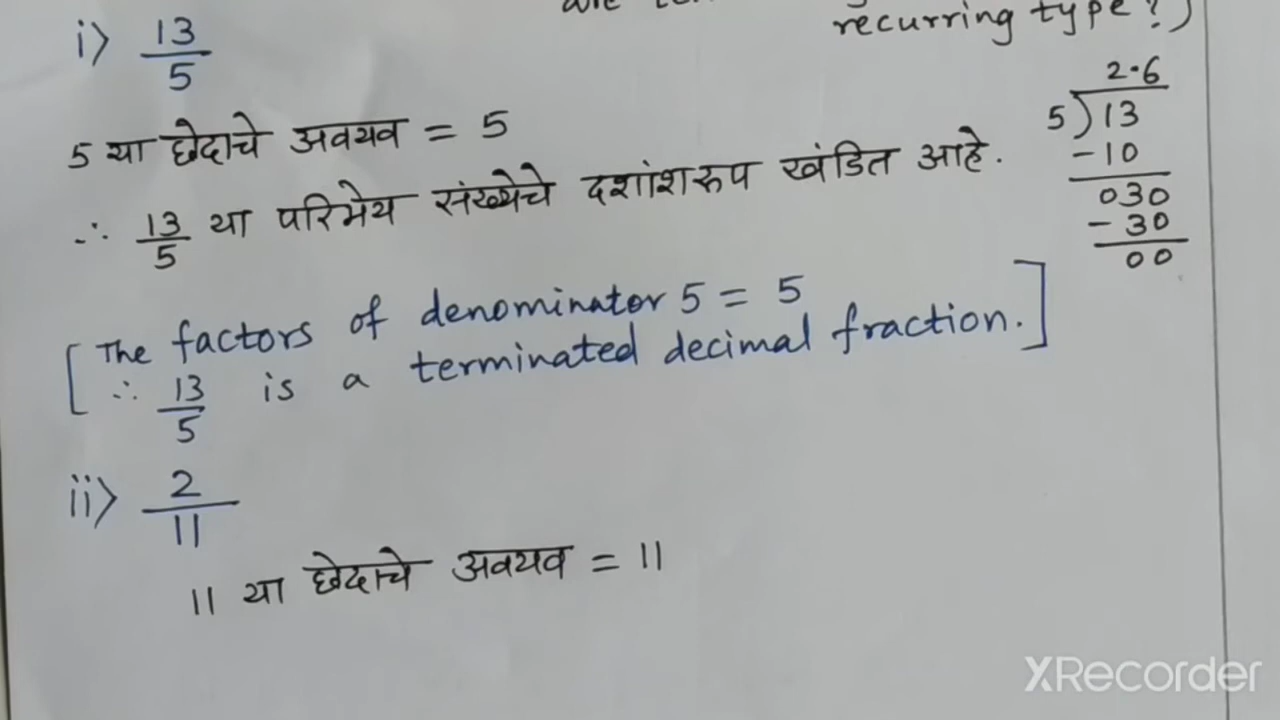 recurring type?)
i) 13/5
5 या छेदाचे अवयव = 5
∴ 13/5 या परिमेय संख्येचे दशांशरुप खंडित आहे.
2.6
5)13
-10
030
-30
00
[The factors of denominator 5 = 5
∴ 13/5 is a terminated decimal fraction.]
ii) 2/11
11 या छेदाचे अवयव = 11
XRecorder